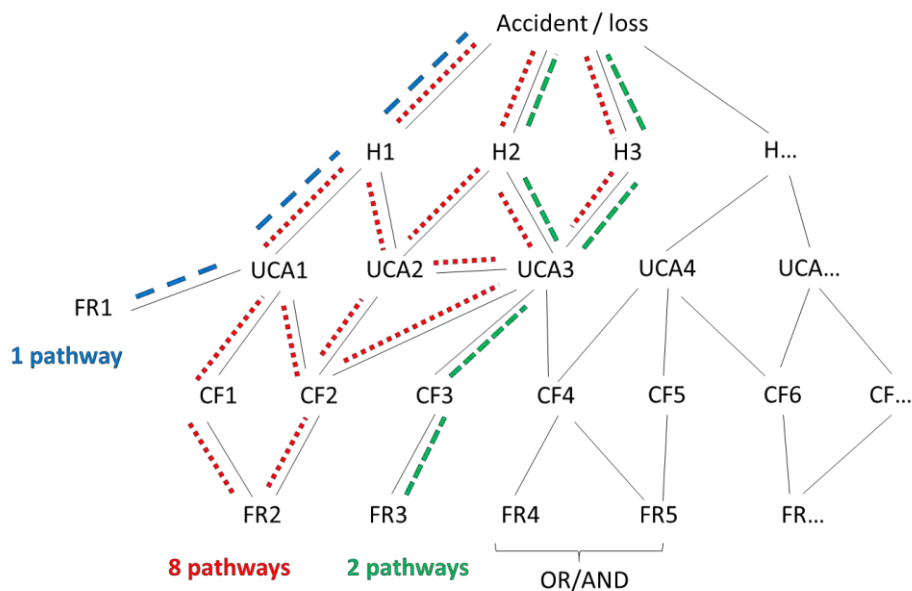 Accident / loss
H1 H2 H3 H...
UCA1 UCA2 UCA3 UCA4 UCA...
FR1
1 pathway
CF1 CF2 CF3 CF4 CF5 CF6 CF...
FR2 FR3 FR4 FR5 FR...
8 pathways 2 pathways
OR/AND